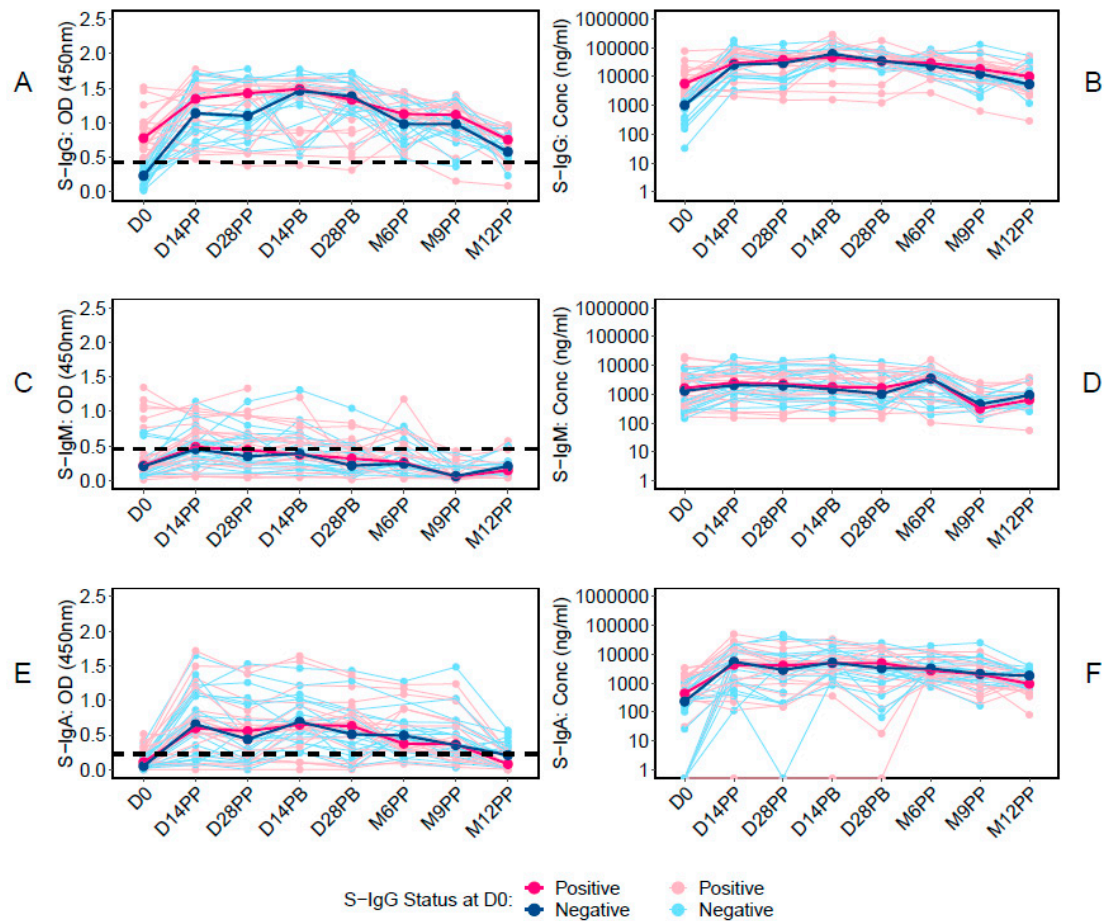 A
S-IgG: OD (450nm)
2.5
2.0
1.5
1.0
0.5
0.0
D0
D14PP
D28PP
D14PB
D28PB
M6PP
M9PP
M12PP
S-IgG: Conc (ng/ml)
1000000
100000
10000
1000
100
10
1
D0
D14PP
D28PP
D14PB
D28PB
M6PP
M9PP
M12PP
B
C
S-IgM: OD (450nm)
2.5
2.0
1.5
1.0
0.5
0.0
D0
D14PP
D28PP
D14PB
D28PB
M6PP
M9PP
M12PP
S-IgM: Conc (ng/ml)
1000000
100000
10000
1000
100
10
1
D0
D14PP
D28PP
D14PB
D28PB
M6PP
M9PP
M12PP
D
E
S-IgA: OD (450nm)
2.5
2.0
1.5
1.0
0.5
0.0
D0
D14PP
D28PP
D14PB
D28PB
M6PP
M9PP
M12PP
S-IgA: Conc (ng/ml)
1000000
100000
10000
1000
100
10
1
D0
D14PP
D28PP
D14PB
D28PB
M6PP
M9PP
M12PP
F
S-IgG Status at D0:
Positive
Negative
Positive
Negative